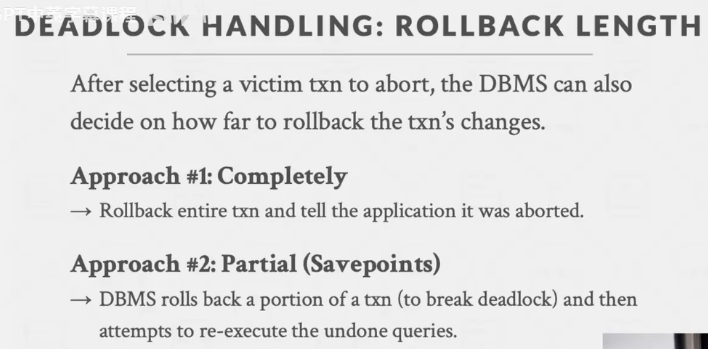 DEADLOCK HANDLING: ROLLBACK LENGTH
After selecting a victim txn to abort, the DBMS can also
decide on how far to rollback the txn's changes.
Approach #1: Completely
→ Rollback entire txn and tell the application it was aborted.
Approach #2: Partial (Savepoints)
→ DBMS rolls back a portion of a txn (to break deadlock) and then
attempts to re-execute the undone queries.